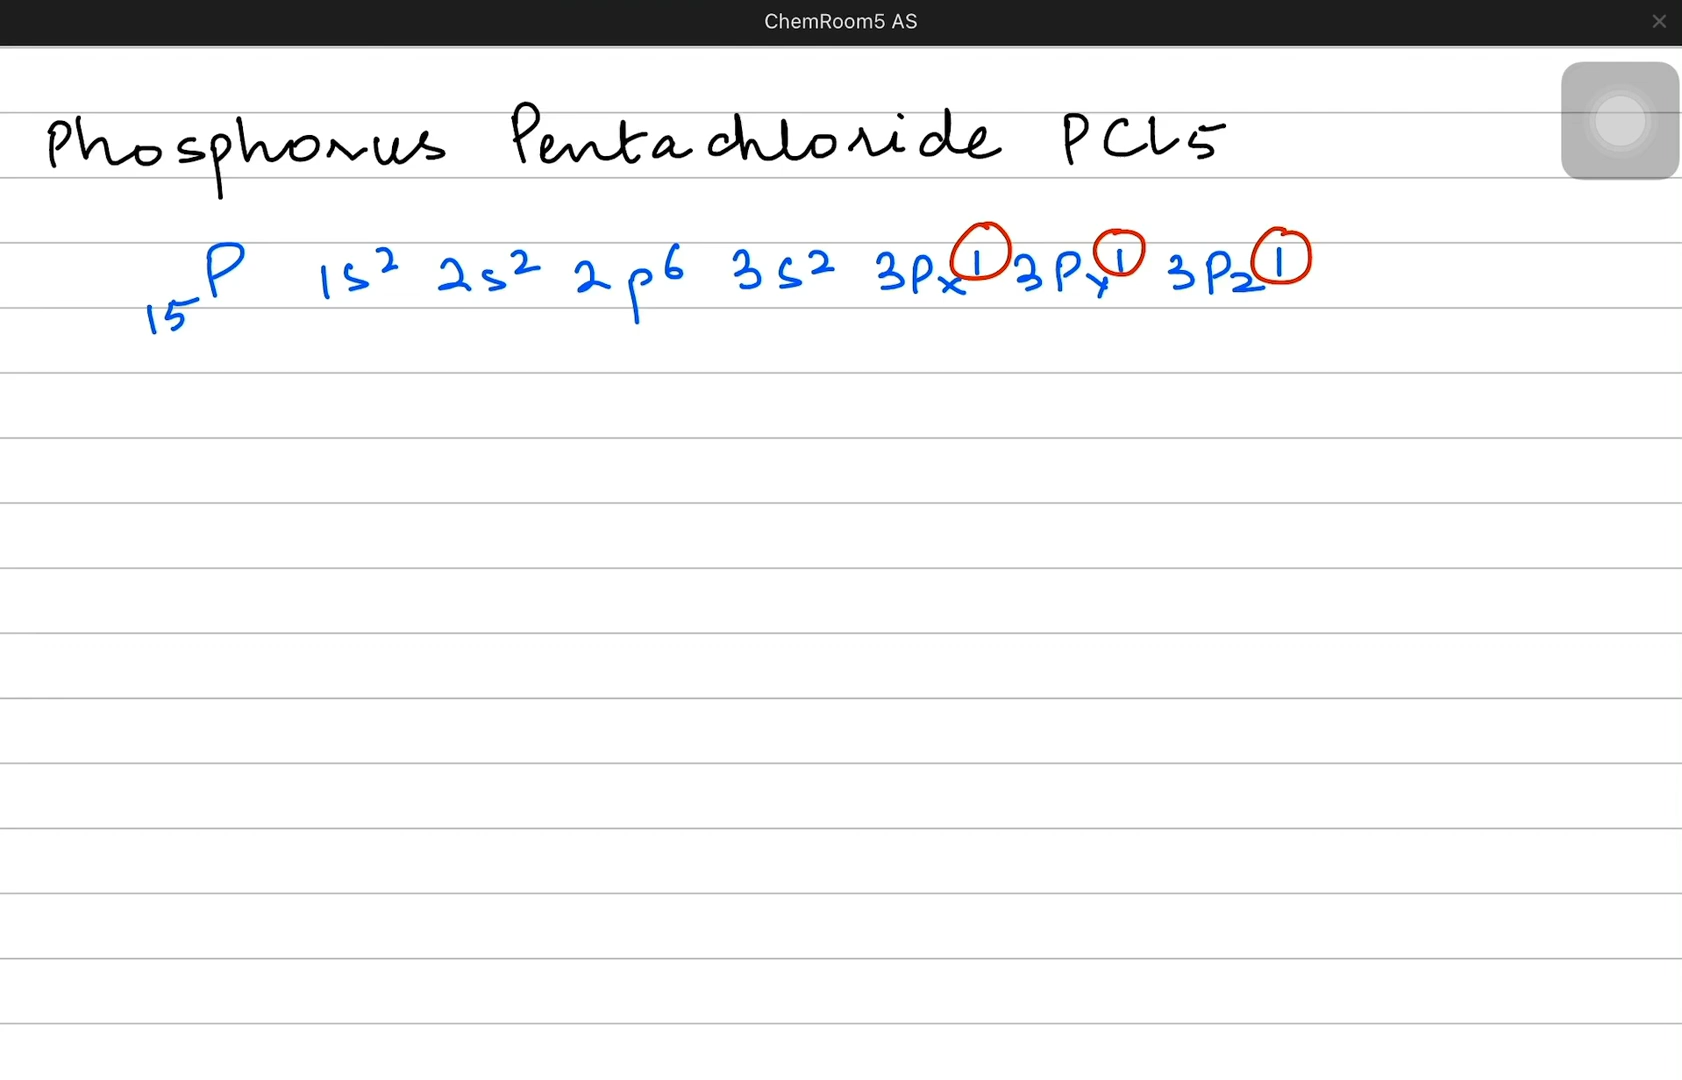 ChemRoom5 AS
Phosphorus Pentachloride PCl5
15P 1s² 2s² 2p⁶ 3s² 3Px¹ 3Py¹ 3Pz¹